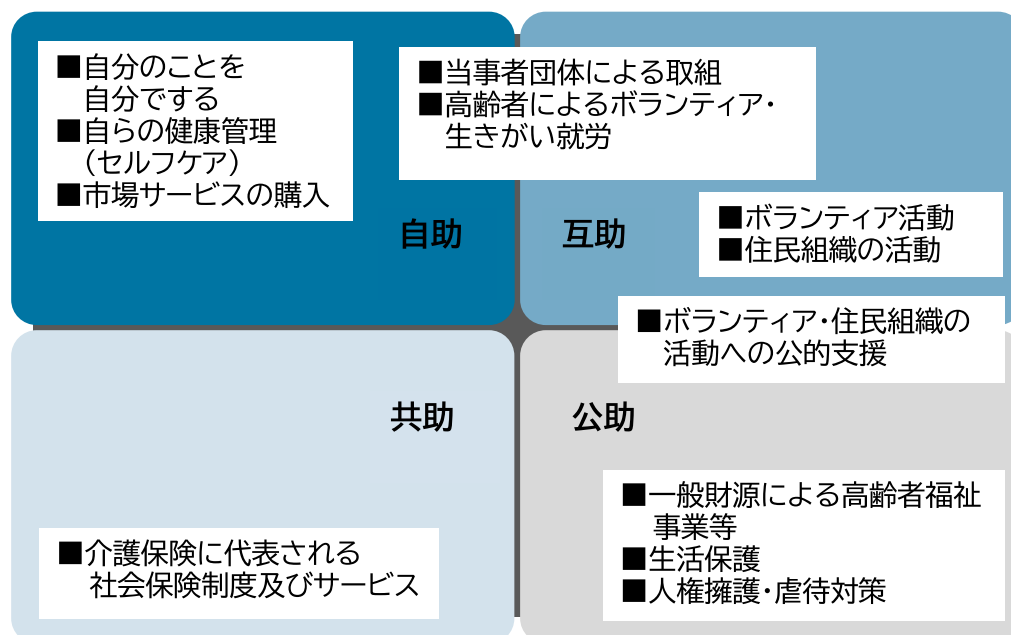 ■自分のことを
自分でする
■自らの健康管理
（セルフケア）
■市場サービスの購入
■当事者団体による取組
■高齢者によるボランティア・
生きがい就労
自助
互助
■ボランティア活動
■住民組織の活動
■ボランティア・住民組織の
活動への公的支援
共助
公助
■介護保険に代表される
社会保険制度及びサービス
■一般財源による高齢者福祉
事業等
■生活保護
■人権擁護・虐待対策